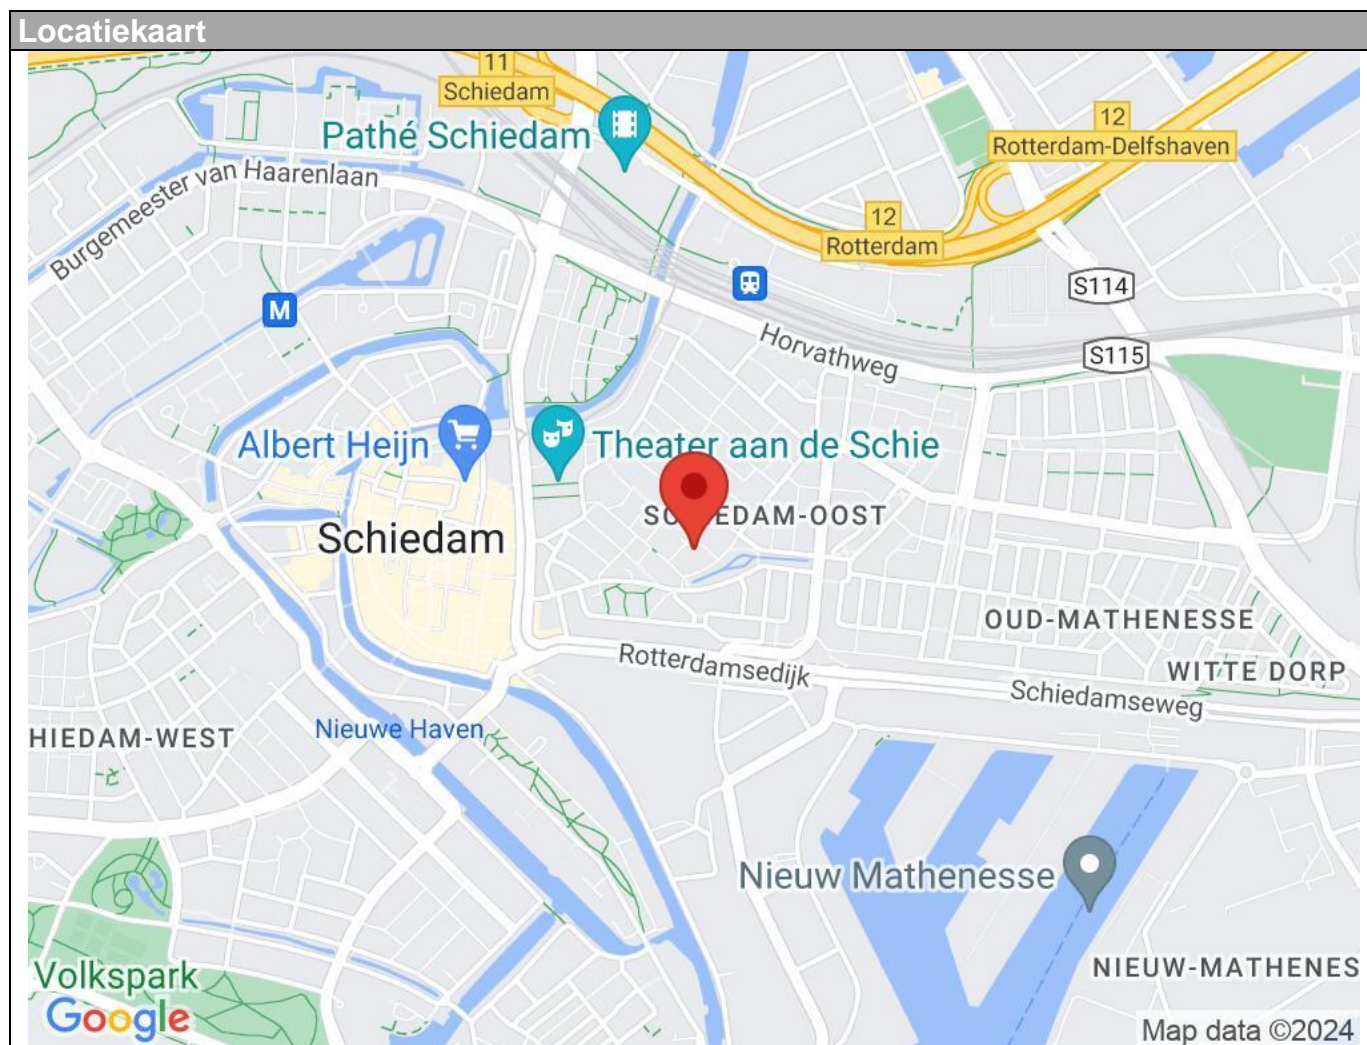 Locatiekaart
11
Schiedam
Pathé Schiedam
12
Rotterdam-Delfshaven
Burgemeester van Haarenlaan
12
Rotterdam
S114
M
Horvathweg
S115
Albert Heijn
Theater aan de Schie
SC EDAM-OOST
Schiedam
OUD-MATHENESSE
Rotterdamsedijk
WITTE DORP
Schiedamseweg
Nieuwe Haven
HIEDAM-WEST
Nieuw Mathenesse
NIEUW-MATHENES
Volkspark
Google
Map data ©2024